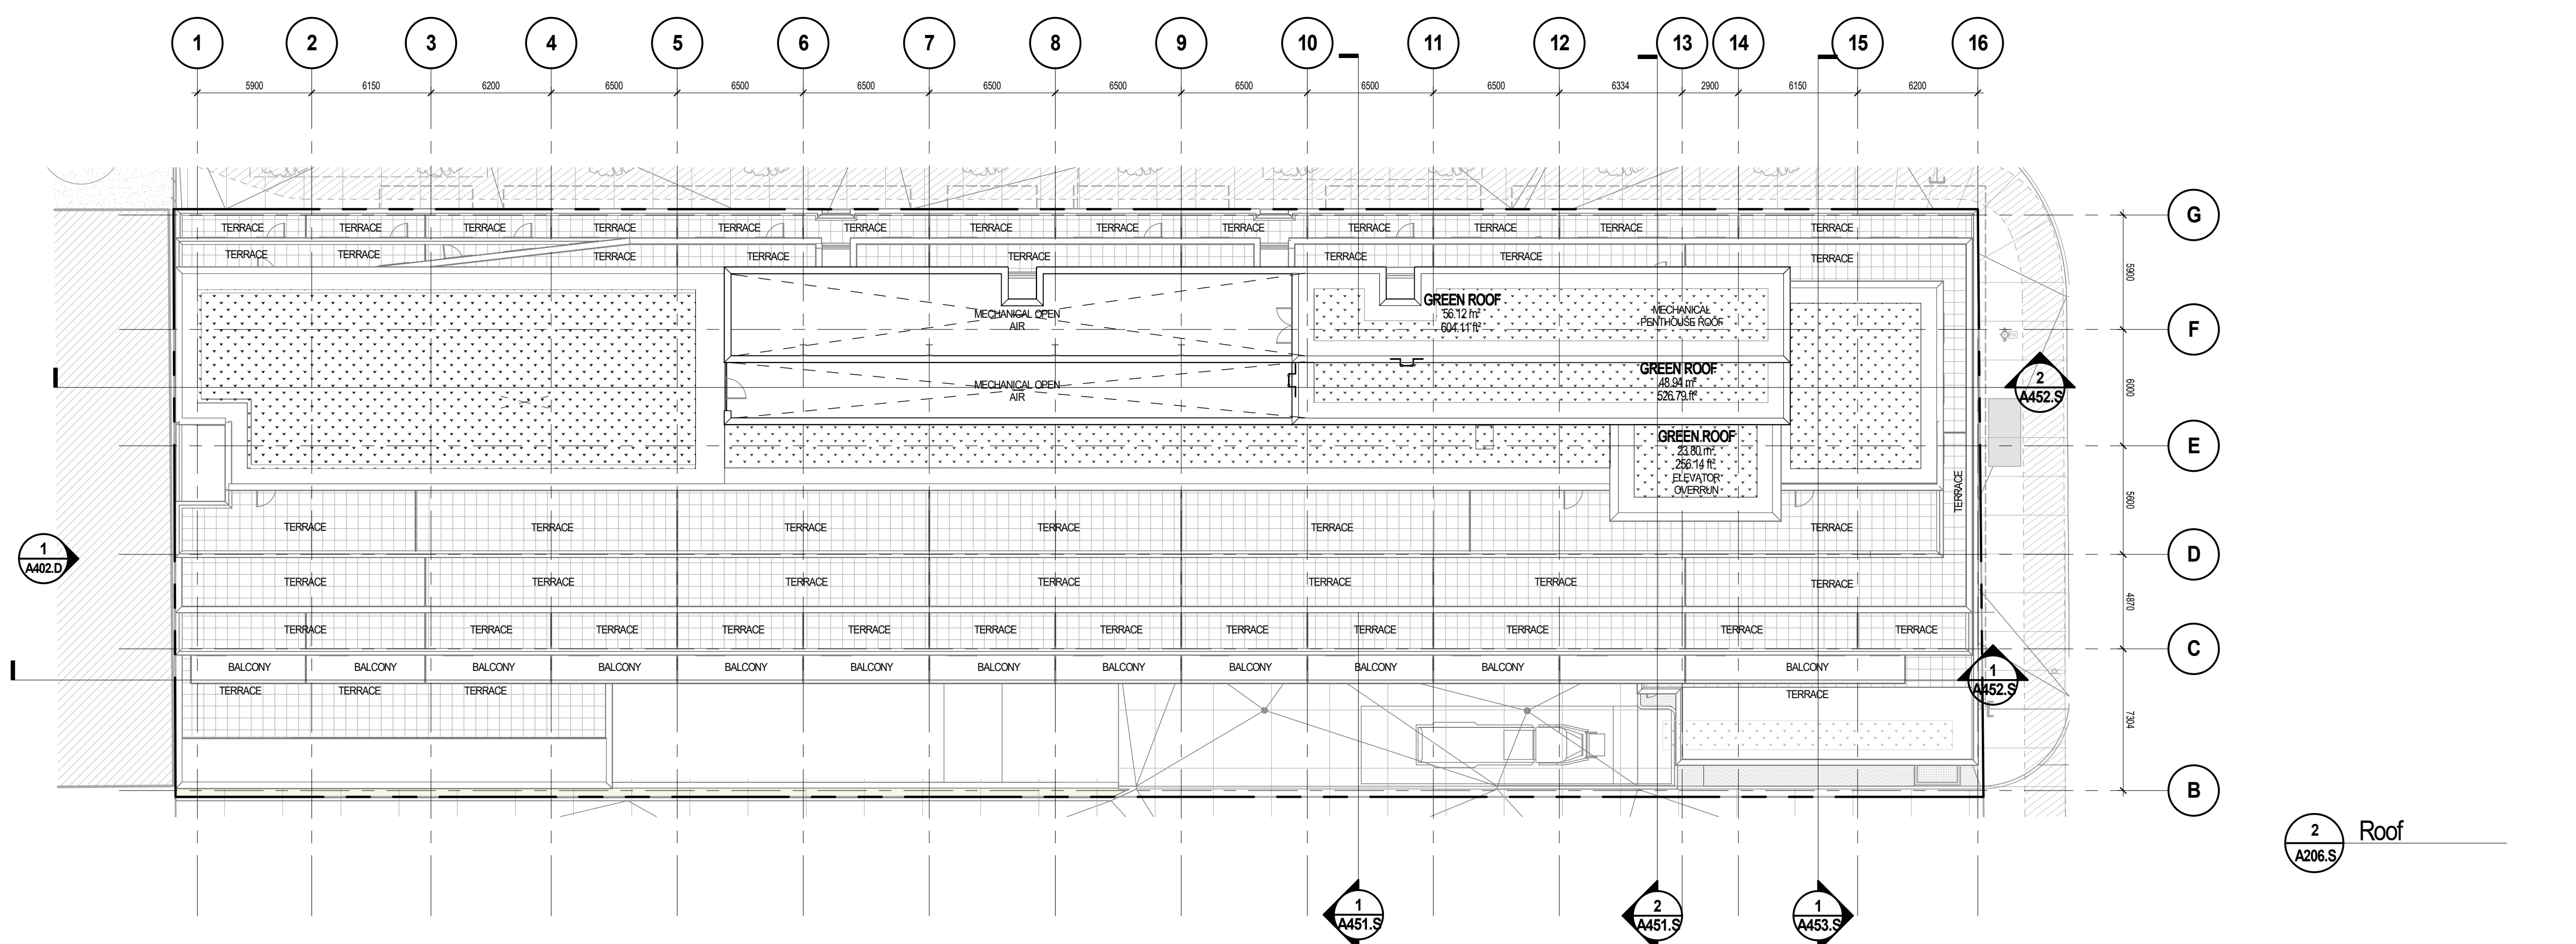 1 2 3 4 5 6 7 8 9 10 11 12 13 14 15 16
5900 6150 6200 6500 6500 6500 6500 6500 6500 6500 6500 6334 2900 6150 6200
TERRACE TERRACE TERRACE TERRACE TERRACE TERRACE TERRACE TERRACE TERRACE TERRACE TERRACE TERRACE TERRACE
G
TERRACE TERRACE TERRACE TERRACE TERRACE TERRACE TERRACE TERRACE
5900
GREEN ROOF
56.12 m²
604.11 ft²
MECHANICAL
PENTHOUSE ROOF
MECHANICAL OPEN
AIR
F
GREEN ROOF
48.94 m²
526.79 ft²
MECHANICAL OPEN
AIR
6000
2
A452.S
GREEN ROOF
23.80 m²
256.14 ft²
ELEVATOR
OVERRUN
E
TERRACE
5600
TERRACE TERRACE TERRACE TERRACE TERRACE TERRACE
1
A402.D
D
TERRACE TERRACE TERRACE TERRACE TERRACE TERRACE TERRACE
4870
TERRACE TERRACE TERRACE TERRACE TERRACE TERRACE TERRACE TERRACE TERRACE TERRACE TERRACE TERRACE
C
BALCONY BALCONY BALCONY BALCONY BALCONY BALCONY BALCONY BALCONY BALCONY BALCONY BALCONY BALCONY
1
A452.S
TERRACE TERRACE TERRACE TERRACE
7304
B
2
A206.S
Roof
1
A451.S
2
A451.S
1
A453.S